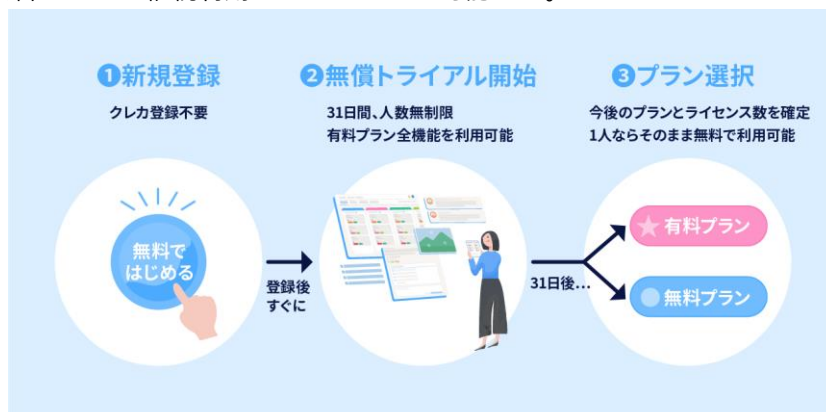 ❶新規登録
クレカ登録不要
無料で
はじめる
登録後
すぐに
❷無償トライアル開始
31日間、人数無制限
有料プラン全機能を利用可能
31日後...
❸プラン選択
今後のプランとライセンス数を確定
1人ならそのまま無料で利用可能
有料プラン
無料プラン